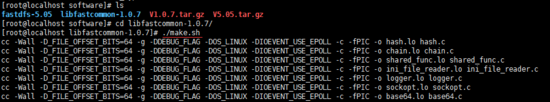 [root@localhost software]# ls
fastdfs-5.05  libfastcommon-1.0.7  V1.0.7.tar.gz  V5.05.tar.gz
[root@localhost software]# cd libfastcommon-1.0.7/
[root@localhost libfastcommon-1.0.7]# ./make.sh
cc -Wall -D_FILE_OFFSET_BITS=64 -g -DDEBUG_FLAG -DOS_LINUX -DIOEVENT_USE_EPOLL -c -fPIC -o hash.lo hash.c
cc -Wall -D_FILE_OFFSET_BITS=64 -g -DDEBUG_FLAG -DOS_LINUX -DIOEVENT_USE_EPOLL -c -fPIC -o chain.lo chain.c
cc -Wall -D_FILE_OFFSET_BITS=64 -g -DDEBUG_FLAG -DOS_LINUX -DIOEVENT_USE_EPOLL -c -fPIC -o shared_func.lo shared_func.c
cc -Wall -D_FILE_OFFSET_BITS=64 -g -DDEBUG_FLAG -DOS_LINUX -DIOEVENT_USE_EPOLL -c -fPIC -o ini_file_reader.lo ini_file_reader.c
cc -Wall -D_FILE_OFFSET_BITS=64 -g -DDEBUG_FLAG -DOS_LINUX -DIOEVENT_USE_EPOLL -c -fPIC -o logger.lo logger.c
cc -Wall -D_FILE_OFFSET_BITS=64 -g -DDEBUG_FLAG -DOS_LINUX -DIOEVENT_USE_EPOLL -c -fPIC -o sockopt.lo sockopt.c
cc -Wall -D_FILE_OFFSET_BITS=64 -g -DDEBUG_FLAG -DOS_LINUX -DIOEVENT_USE_EPOLL -c -fPIC -o base64.lo base64.c